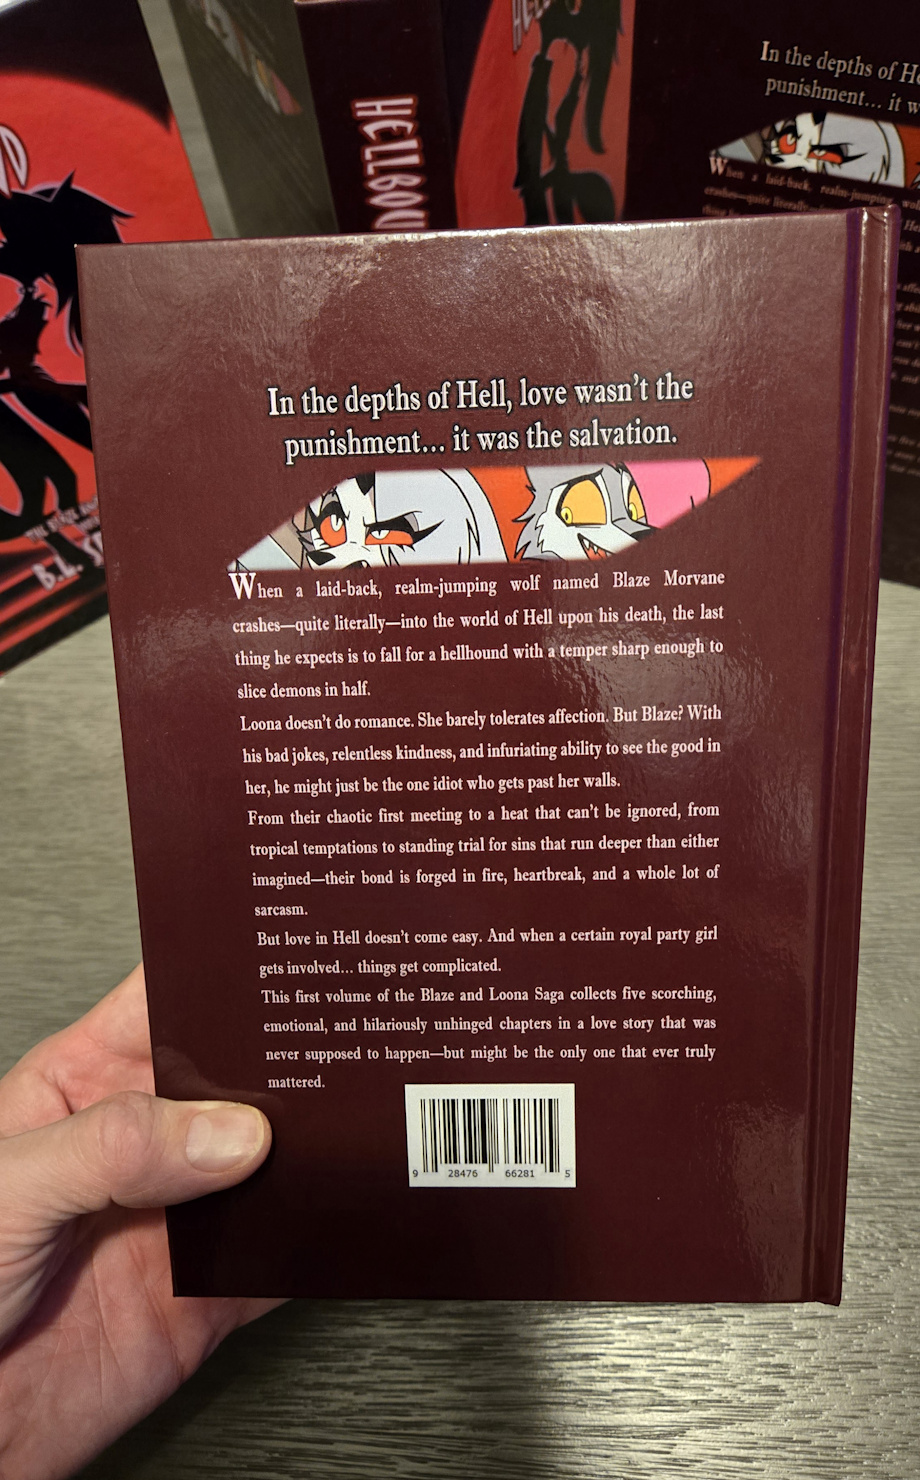 HELLBOU
In the depths of He
punishment... it w
When a laid-back, realm-jumping
crashes—quite literally—
In the depths of Hell, love wasn't the
punishment... it was the salvation.
When a laid-back, realm-jumping wolf named Blaze Morvane
crashes—quite literally—into the world of Hell upon his death, the last
thing he expects is to fall for a hellhound with a temper sharp enough to
slice demons in half.
Loona doesn't do romance. She barely tolerates affection. But Blaze? With
his bad jokes, relentless kindness, and infuriating ability to see the good in
her, he might just be the one idiot who gets past her walls.
From their chaotic first meeting to a heat that can't be ignored, from
tropical temptations to standing trial for sins that run deeper than either
imagined—their bond is forged in fire, heartbreak, and a whole lot of
sarcasm.
But love in Hell doesn't come easy. And when a certain royal party girl
gets involved... things get complicated.
This first volume of the Blaze and Loona Saga collects five scorching,
emotional, and hilariously unhinged chapters in a love story that was
never supposed to happen—but might be the only one that ever truly
mattered.
9 28476 66281 5
B.L. S